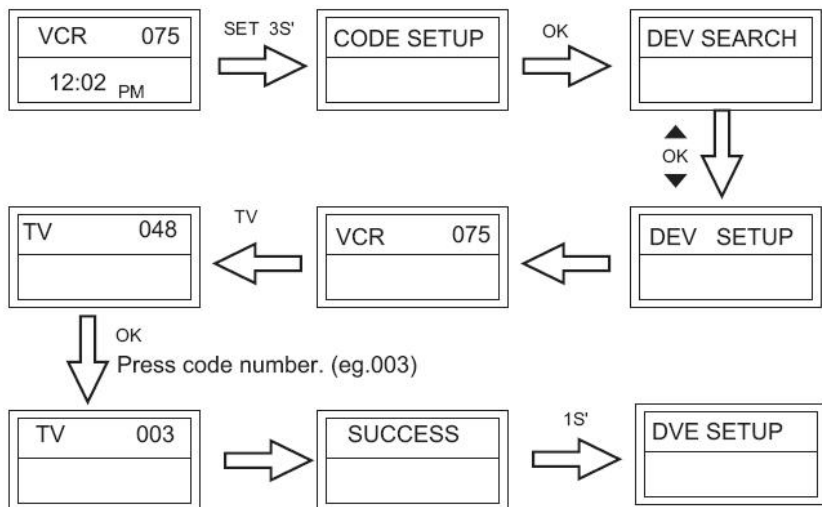 VCR 075
12:02 PM
SET 3S'
CODE SETUP
OK
DEV SEARCH
OK
DEV SETUP
VCR 075
TV
TV 048
OK
Press code number. (eg.003)
TV 003
SUCCESS
1S'
DVE SETUP